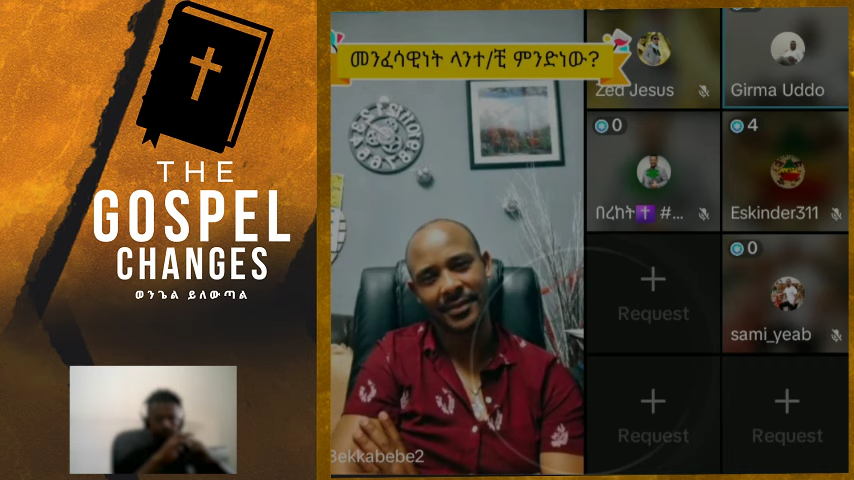 THE
GOSPEL
CHANGES
ወንጌል ይለውጣል
መንፈሳዊነት ላንተ/ቺ ምንድነው?
Zed Jesus
Girma Uddo
0
4
በረከት✝️ #...
Eskinder311
0
Request
sami_yeab
Request
Request
Bekkabebe2